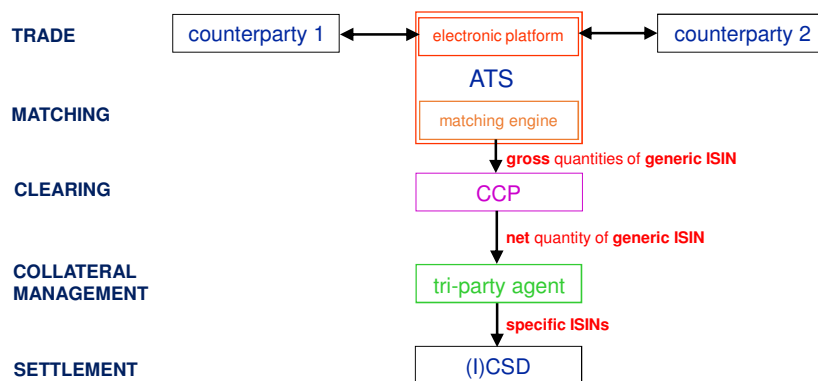 TRADE
counterparty 1
electronic platform
counterparty 2
ATS
MATCHING
matching engine
gross quantities of generic ISIN
CLEARING
CCP
net quantity of generic ISIN
COLLATERAL
MANAGEMENT
tri-party agent
specific ISINs
SETTLEMENT
(I)CSD